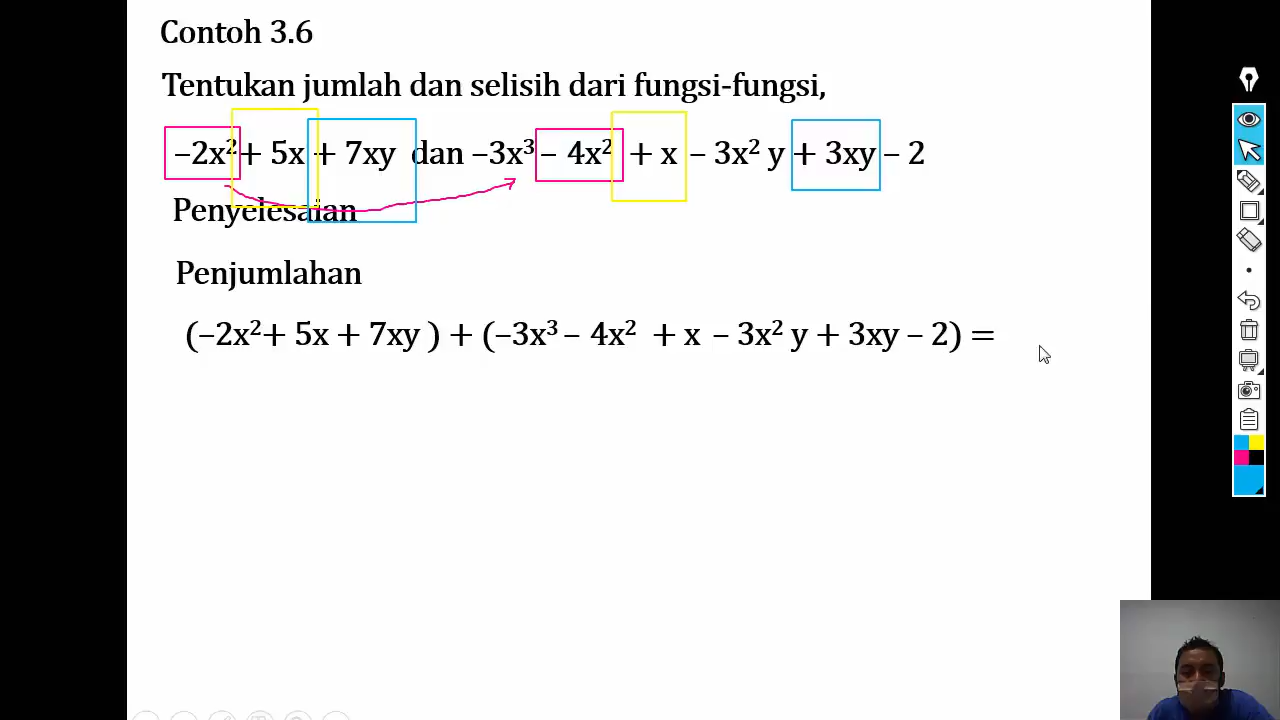 Contoh 3.6
Tentukan jumlah dan selisih dari fungsi-fungsi,
–2x²+ 5x + 7xy dan –3x³ – 4x² + x – 3x² y + 3xy – 2
Penyelesaian
Penjumlahan
(–2x²+ 5x + 7xy ) + (–3x³ – 4x² + x – 3x² y + 3xy – 2) =